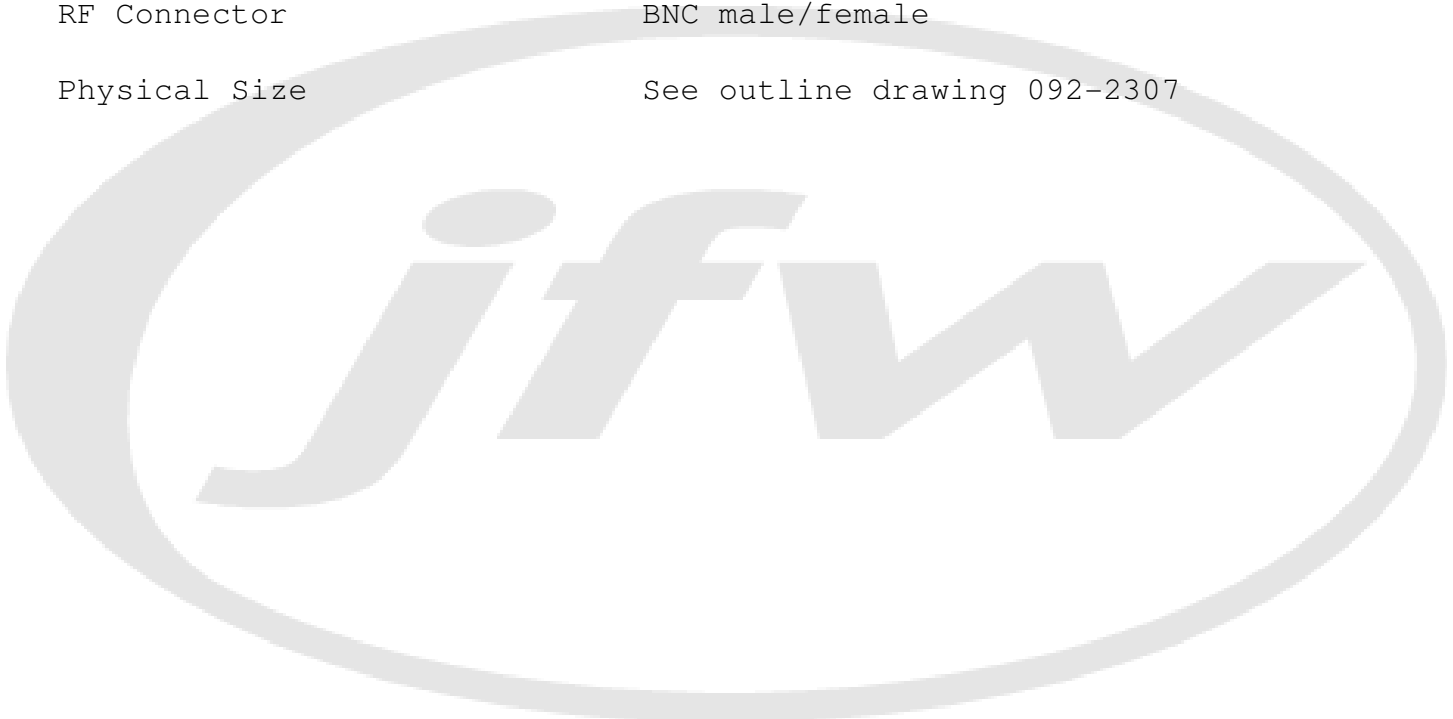 RF Connector BNC male/female
Physical Size See outline drawing 092-2307
jfw